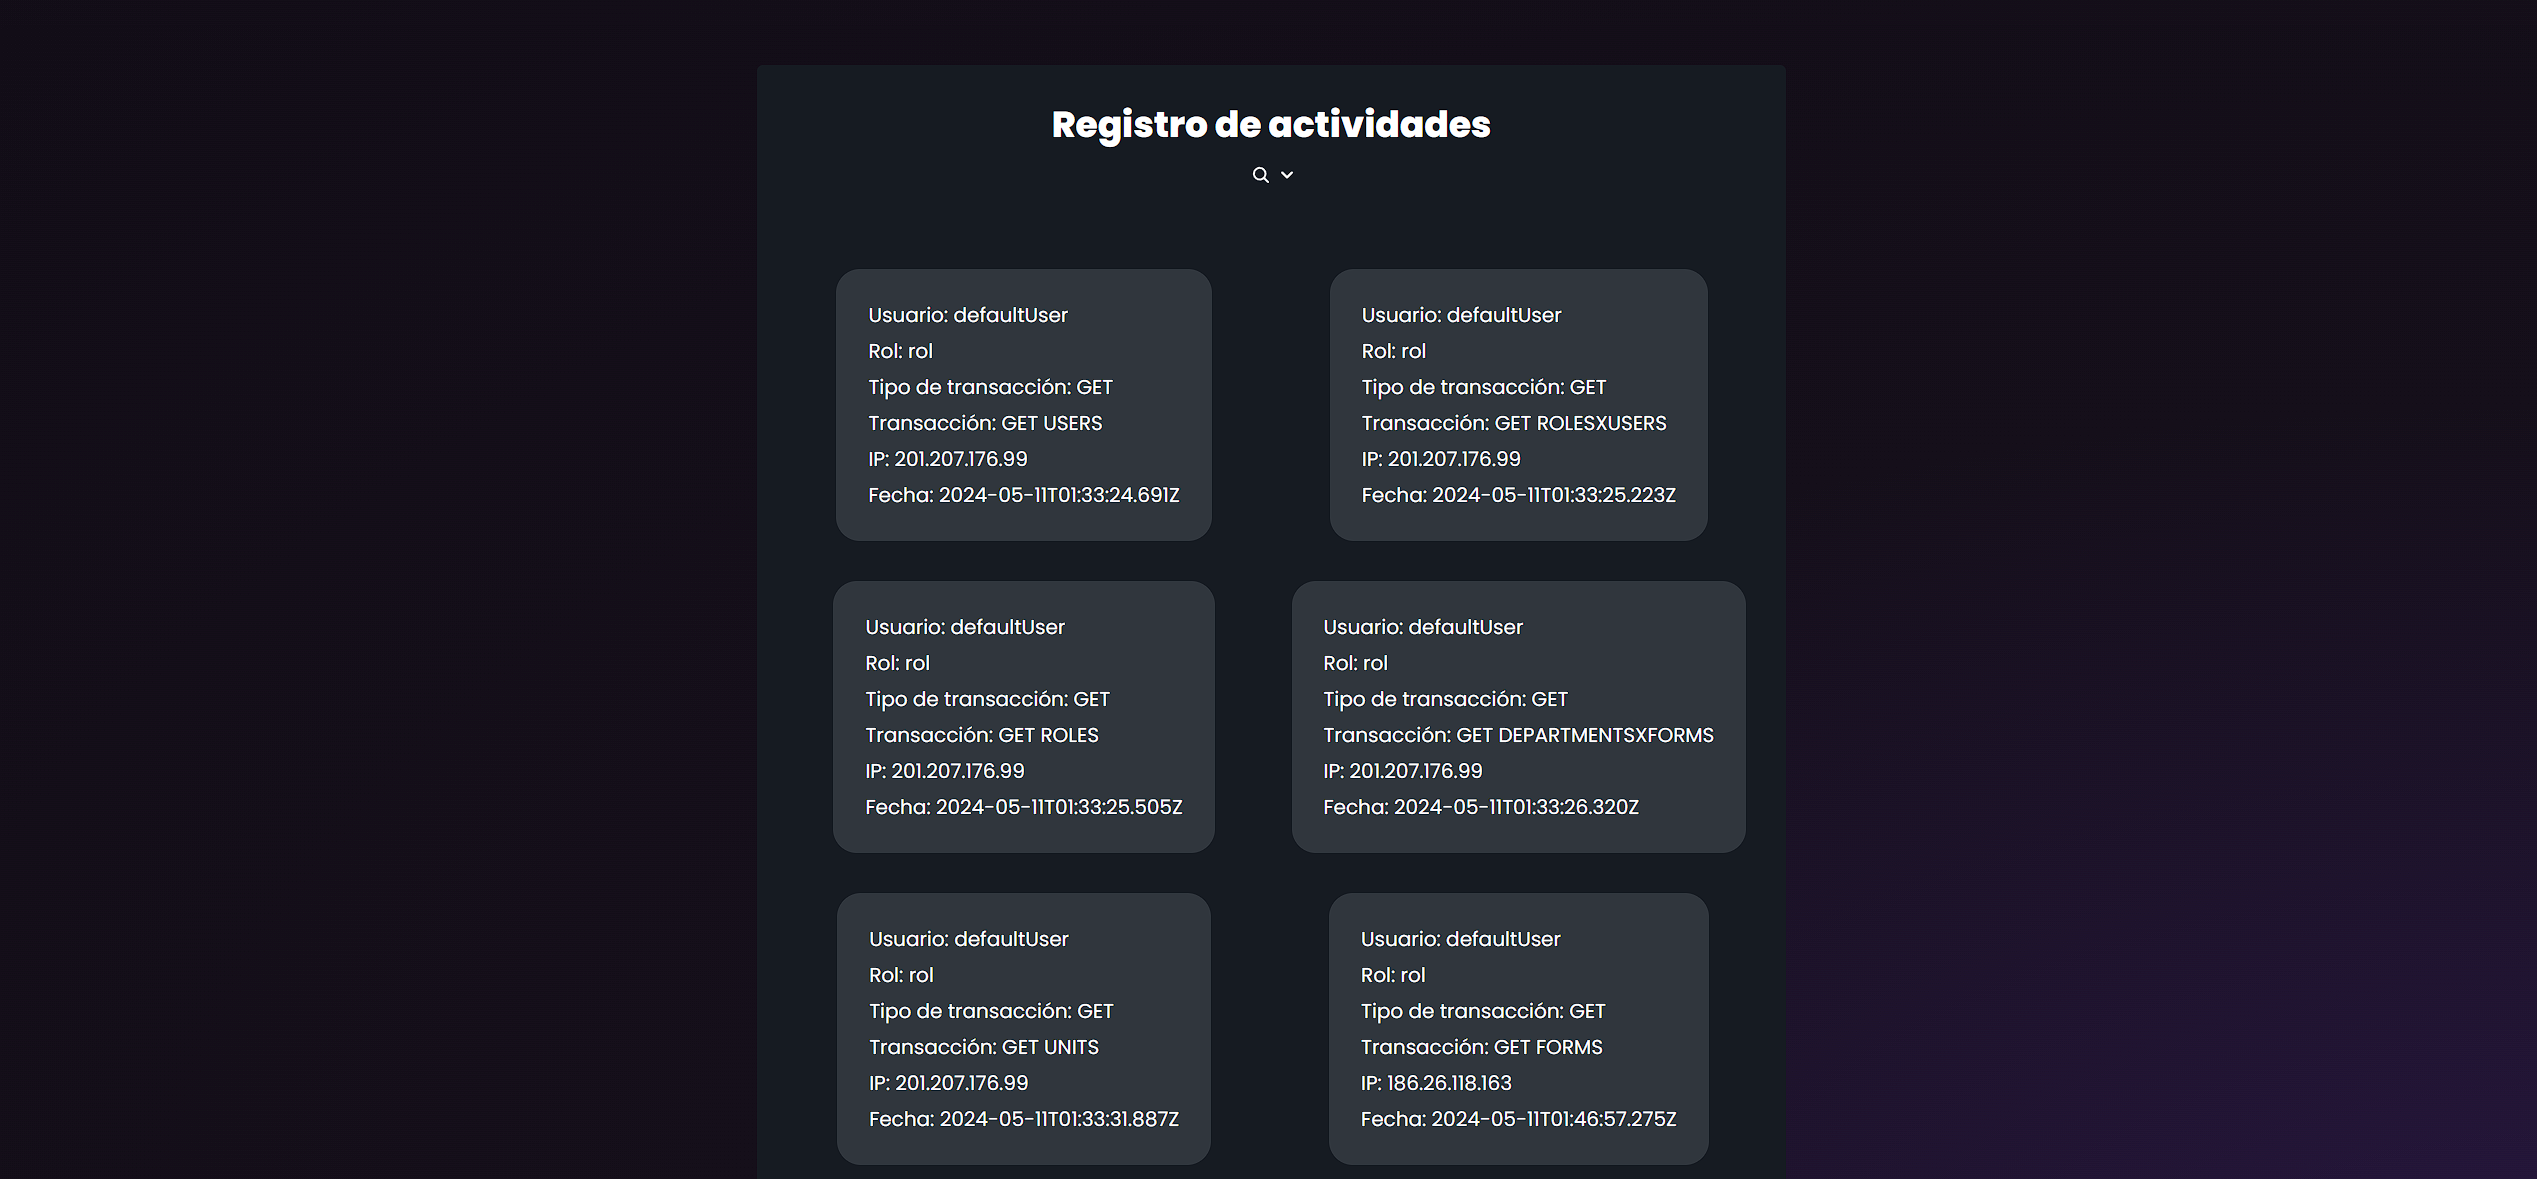 Registro de actividades
Usuario: defaultUser
Rol: rol
Tipo de transacción: GET
Transacción: GET USERS
IP: 201.207.176.99
Fecha: 2024-05-11T01:33:24.691Z
Usuario: defaultUser
Rol: rol
Tipo de transacción: GET
Transacción: GET ROLESXUSERS
IP: 201.207.176.99
Fecha: 2024-05-11T01:33:25.223Z
Usuario: defaultUser
Rol: rol
Tipo de transacción: GET
Transacción: GET ROLES
IP: 201.207.176.99
Fecha: 2024-05-11T01:33:25.505Z
Usuario: defaultUser
Rol: rol
Tipo de transacción: GET
Transacción: GET DEPARTMENTSXFORMS
IP: 201.207.176.99
Fecha: 2024-05-11T01:33:26.320Z
Usuario: defaultUser
Rol: rol
Tipo de transacción: GET
Transacción: GET UNITS
IP: 201.207.176.99
Fecha: 2024-05-11T01:33:31.887Z
Usuario: defaultUser
Rol: rol
Tipo de transacción: GET
Transacción: GET FORMS
IP: 186.26.118.163
Fecha: 2024-05-11T01:46:57.275Z